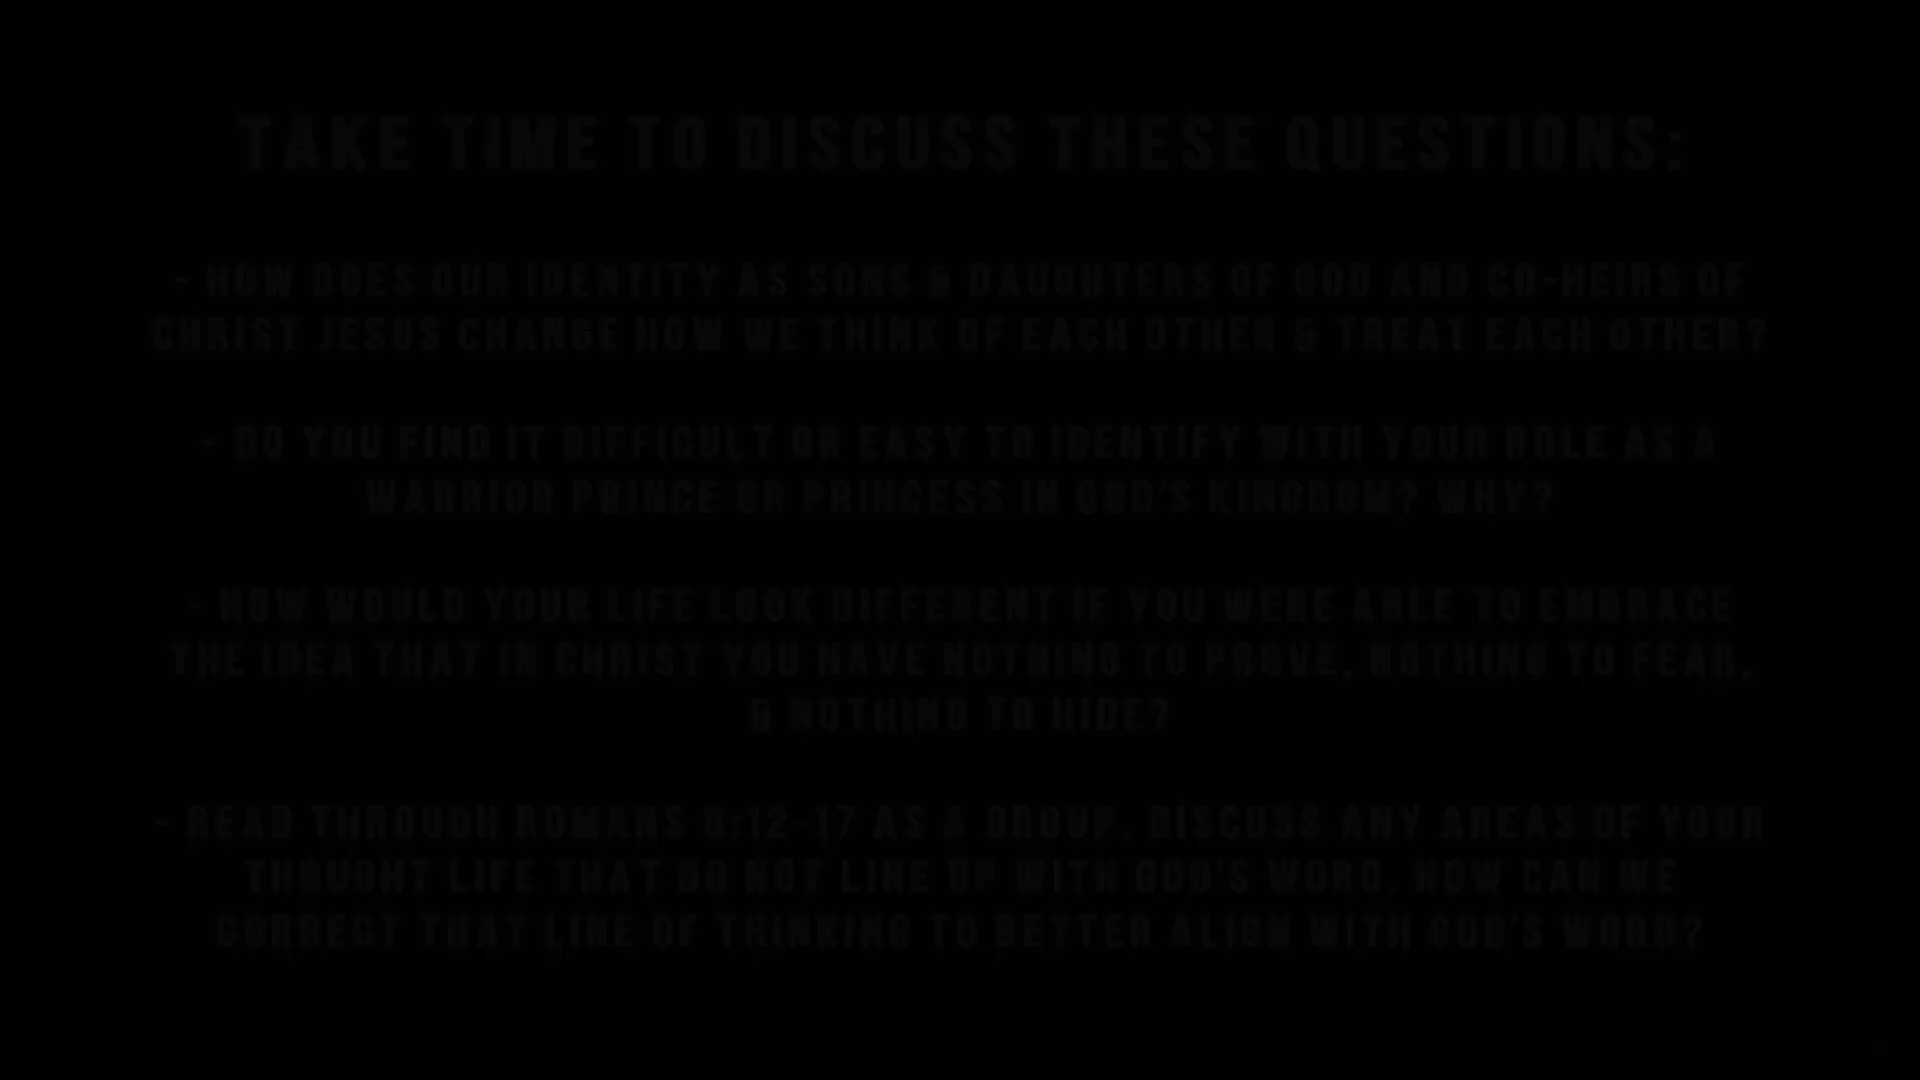 TAKE TIME TO DISCUSS THESE QUESTIONS:
- HOW DOES OUR IDENTITY AS SONS & DAUGHTERS OF GOD AND CO-HEIRS OF
CHRIST JESUS CHANGE HOW WE THINK OF EACH OTHER & TREAT EACH OTHER?
- DO YOU FIND IT DIFFICULT OR EASY TO IDENTIFY WITH YOUR ROLE AS A
WARRIOR PRINCE OR PRINCESS IN GOD'S KINGDOM? WHY?
- HOW WOULD YOUR LIFE LOOK DIFFERENT IF YOU WERE ABLE TO EMBRACE
THE IDEA THAT IN CHRIST YOU HAVE NOTHING TO PROVE, NOTHING TO FEAR,
& NOTHING TO HIDE?
- READ THROUGH ROMANS 8:12-17 AS A GROUP. DISCUSS ANY AREAS OF YOUR
THOUGHT LIFE THAT DO NOT LINE UP WITH GOD'S WORD. HOW CAN WE
CORRECT THAT LINE OF THINKING TO BETTER ALIGN WITH GOD'S WORD?